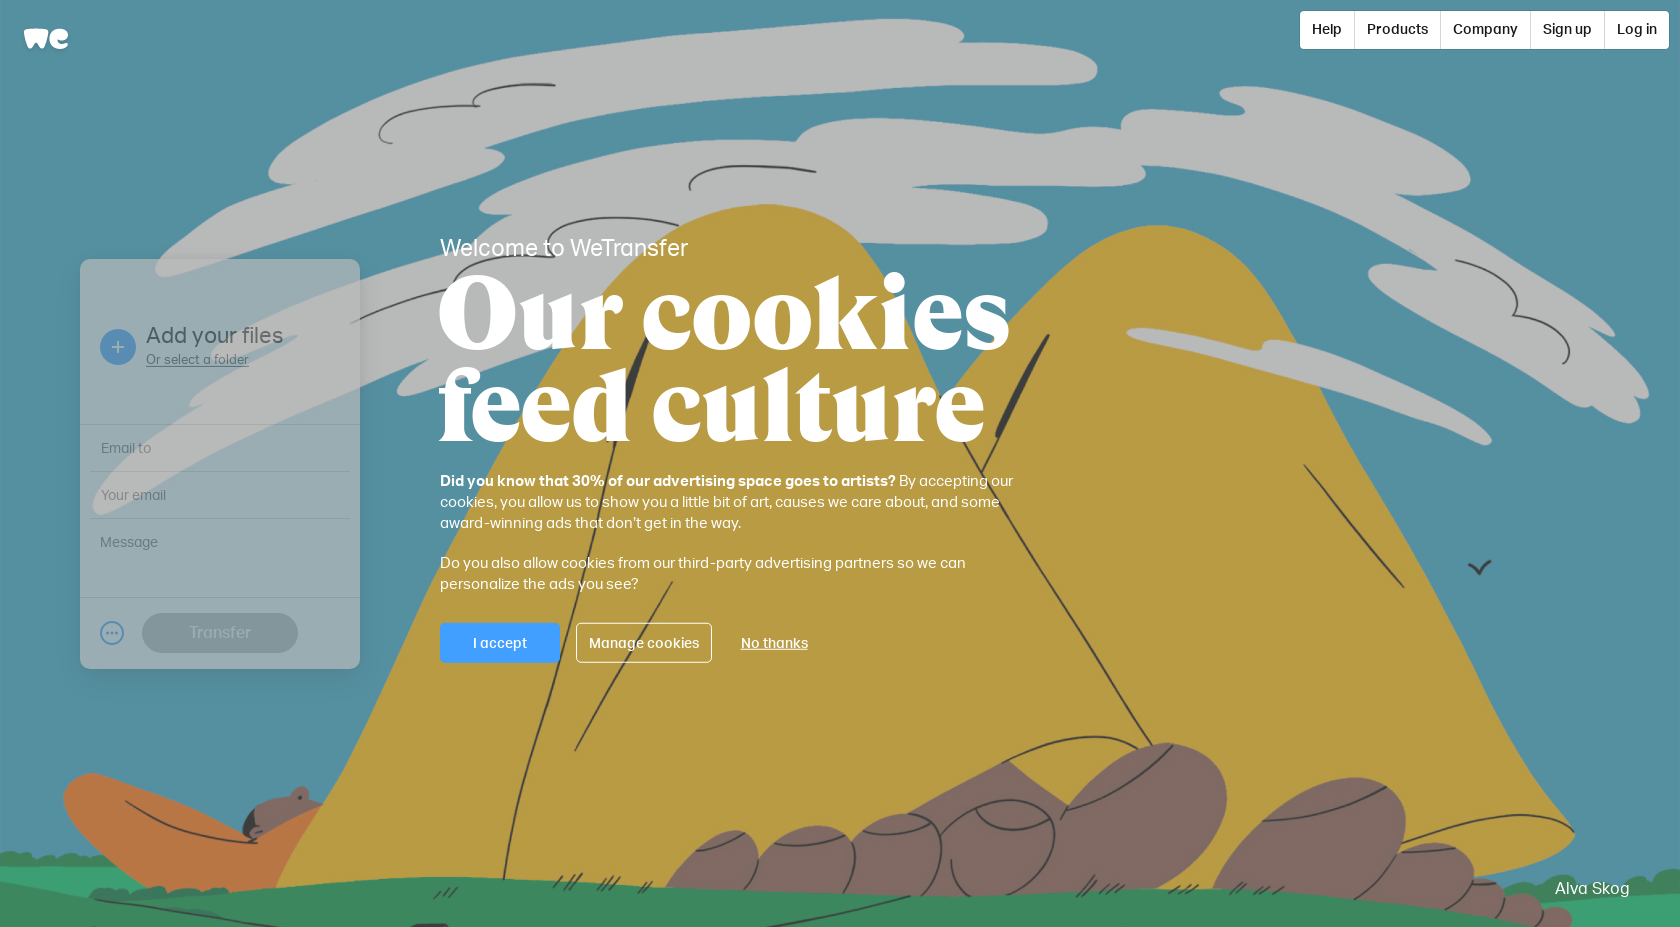 we
Help
Products
Company
Sign up
Log in
Welcome to WeTransfer
Our cookies
feed culture
Add your files
Or select a folder
Email to
Your email
Message
Transfer
Did you know that 30% of our advertising space goes to artists? By accepting our
cookies, you allow us to show you a little bit of art, causes we care about, and some
award-winning ads that don't get in the way.
Do you also allow cookies from our third-party advertising partners so we can
personalize the ads you see?
I accept
Manage cookies
No thanks
Alva Skog